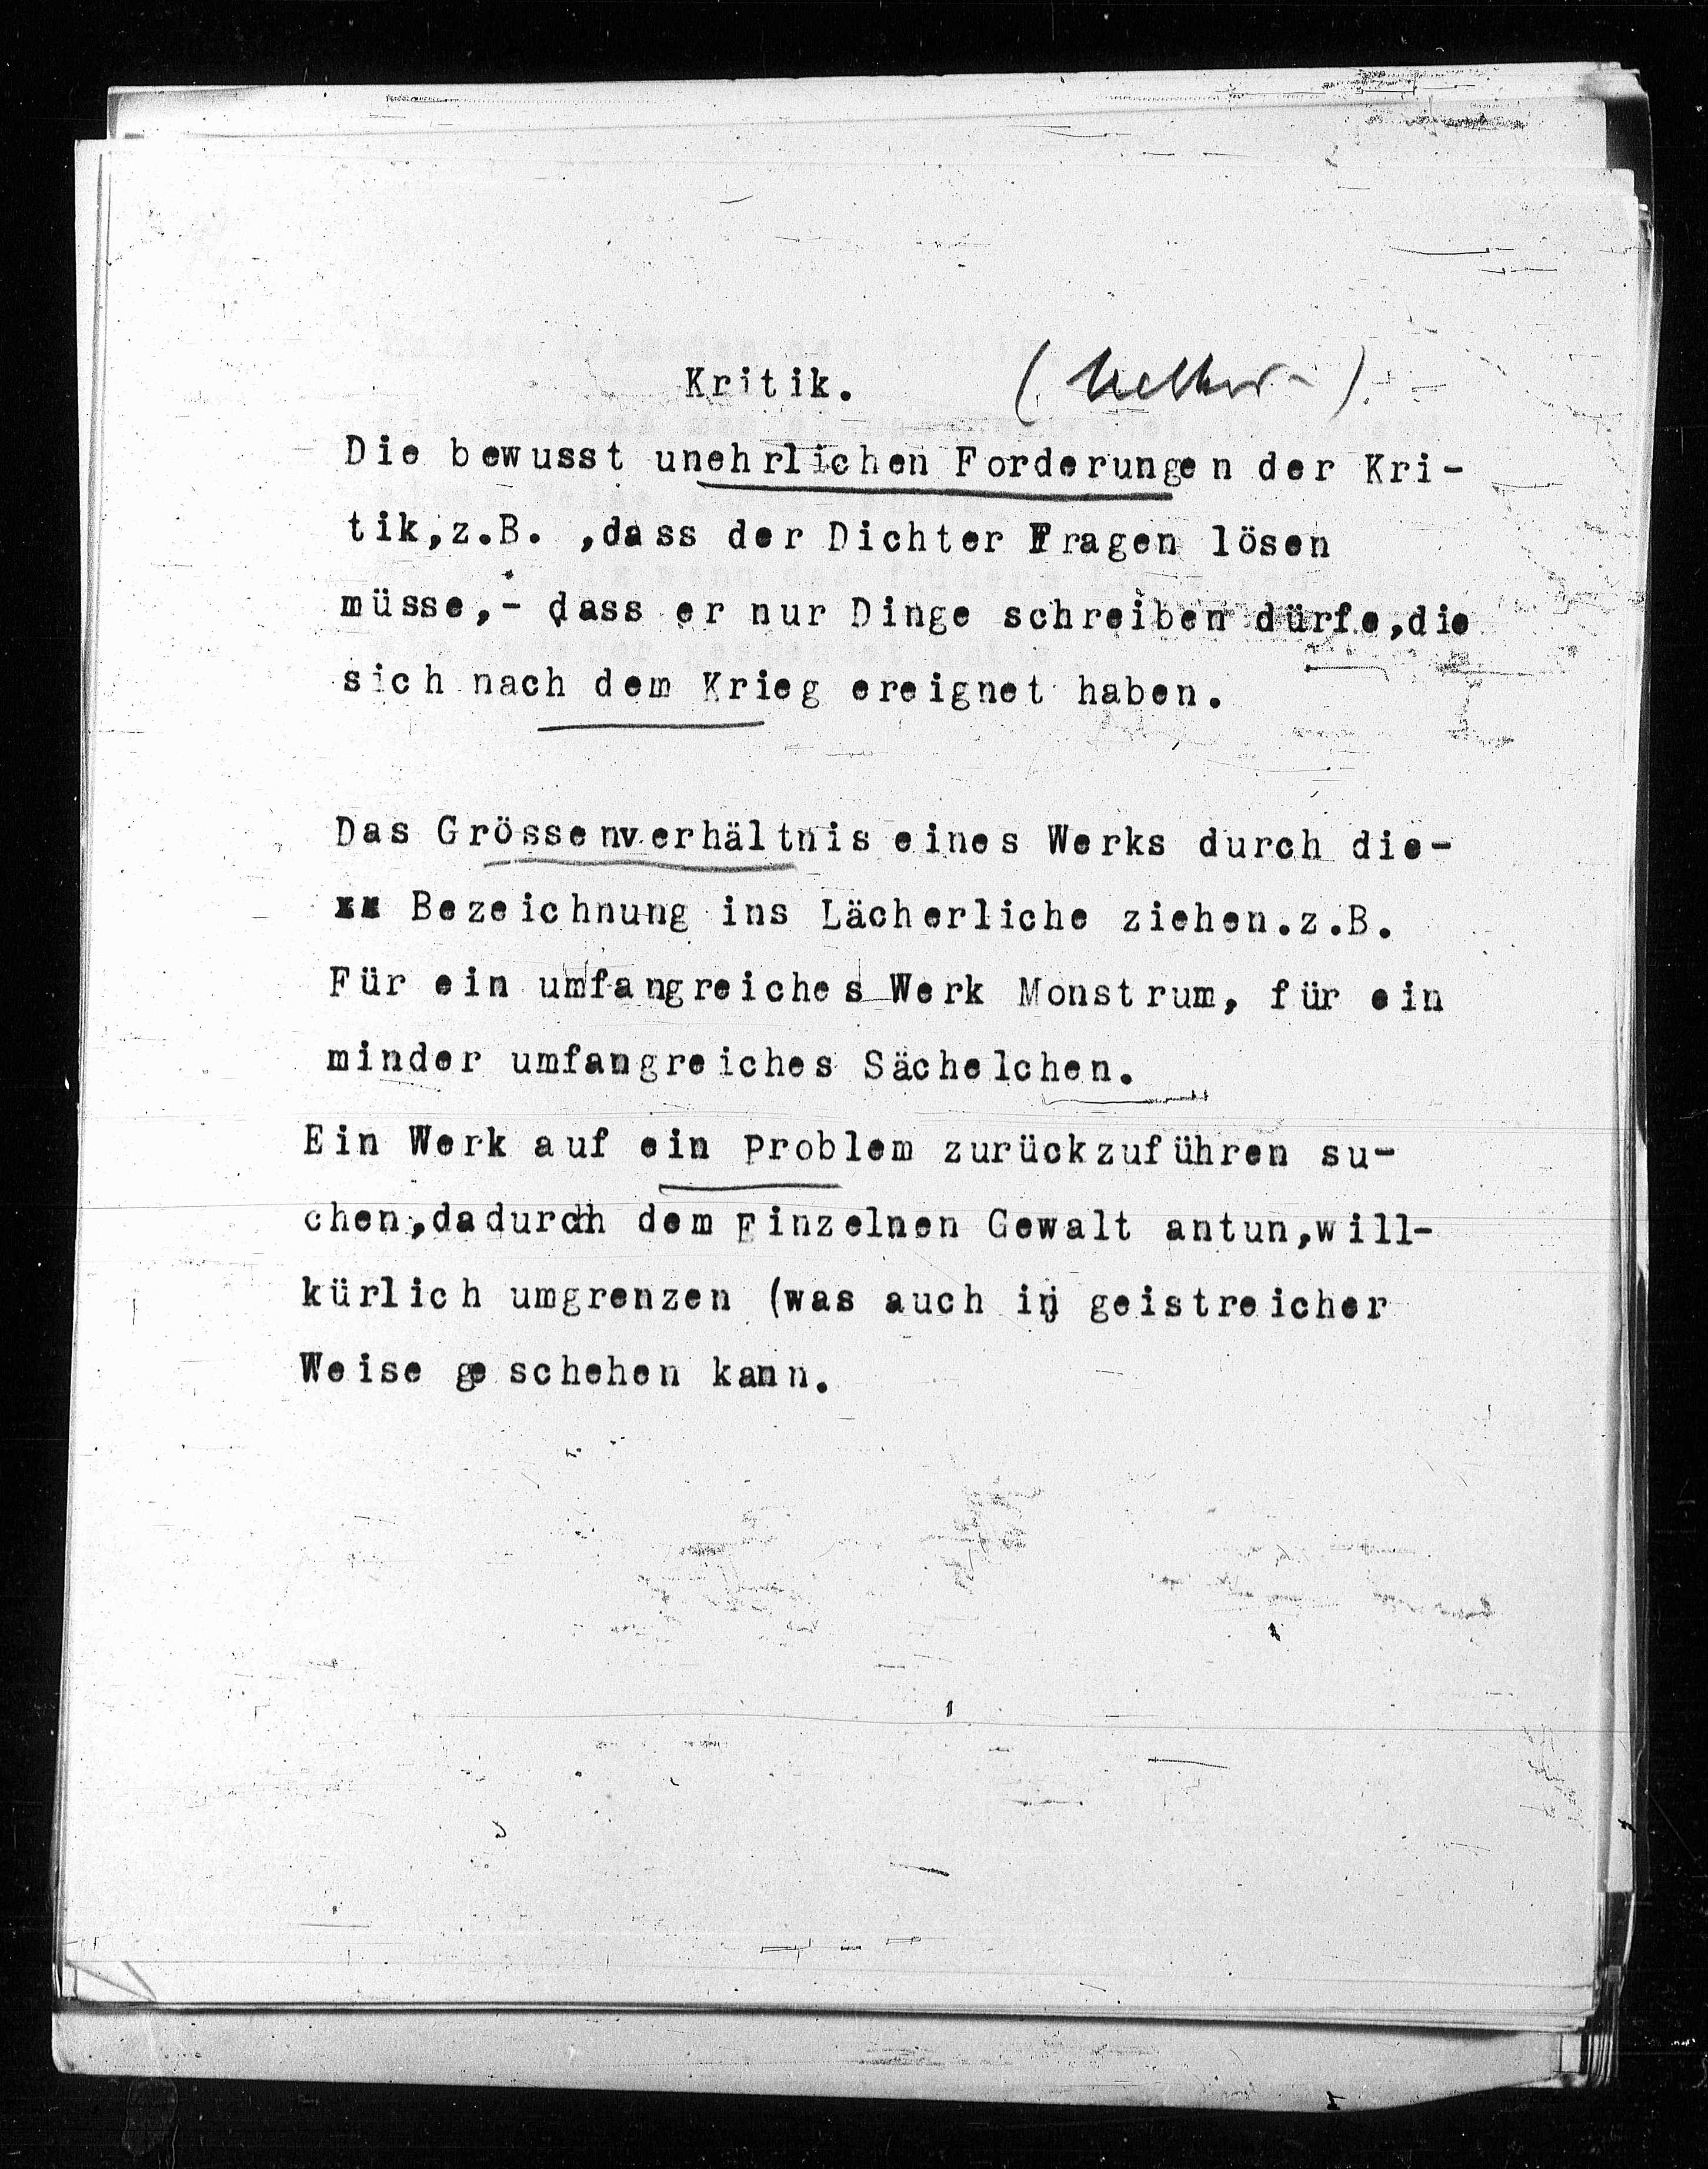 Kritik.
Die bewusst unehrlichen Forderungen der Kri-
tik,z.B. ,dass der Dichter Fragen lösen
müsse,- dass er nur Dinge schreiben dürfe,die
sich nach dem Krieg ereignet haben.
Das Grössenverhältnis eines Werks durch die-
xx Bezeichnung ins Lächerliche ziehen.z.B.
Für ein umfangreiches Werk Monstrum, für ein
minder umfangreiches Sächelchen.
Ein Werk auf ein Problem zurückzuführen su-
chen,dadurch dem Einzelnen Gewalt antun,will-
kürlich umgrenzen (was auch in geistreicher
Weise geschehen kann.